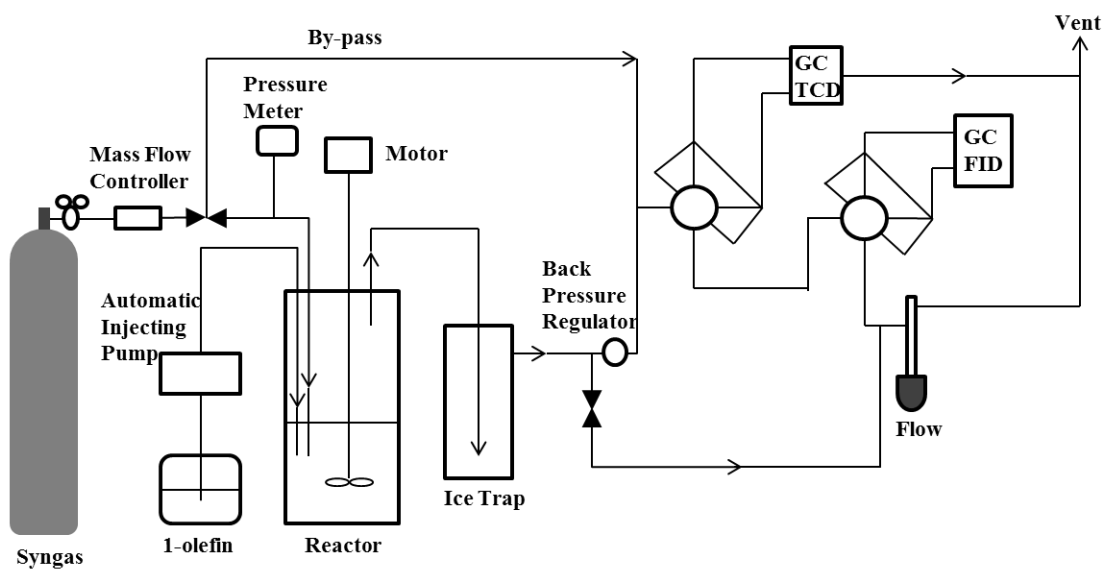 Vent
By-pass
GC
TCD
Pressure
Meter
GC
FID
Mass Flow
Controller
Motor
Back
Pressure
Regulator
Automatic
Injecting
Pump
Flow
Ice Trap
1-olefin
Reactor
Syngas